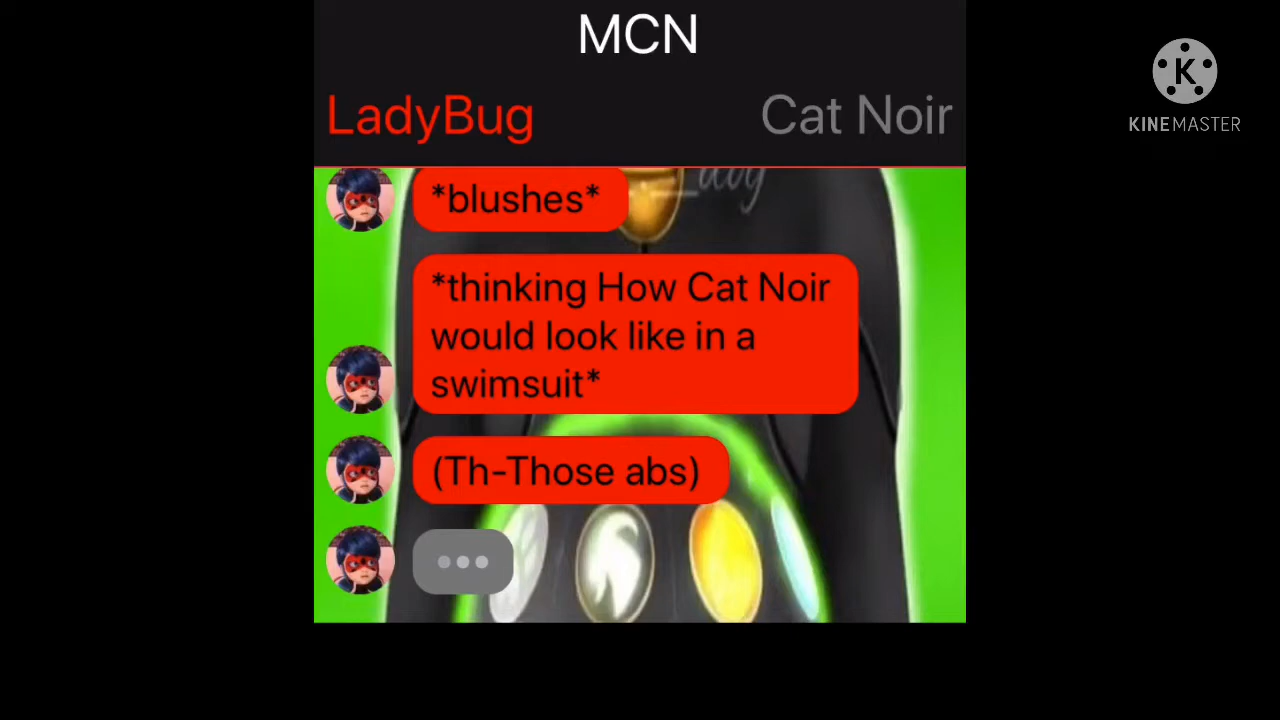 MCN
LadyBug
Cat Noir
K
KINEMASTER
*blushes*
*thinking How Cat Noir
would look like in a
swimsuit*
(Th-Those abs)